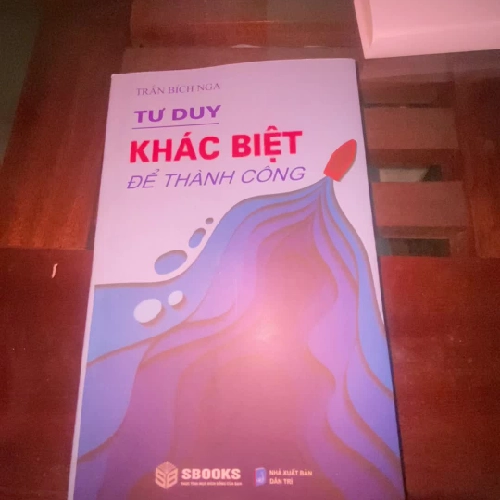 TRẦN BÍCH NGA
TƯ DUY
KHÁC BIỆT
ĐỂ THÀNH CÔNG
SBOOKS
NHÀ XUẤT BẢN
DÂN TRÍ